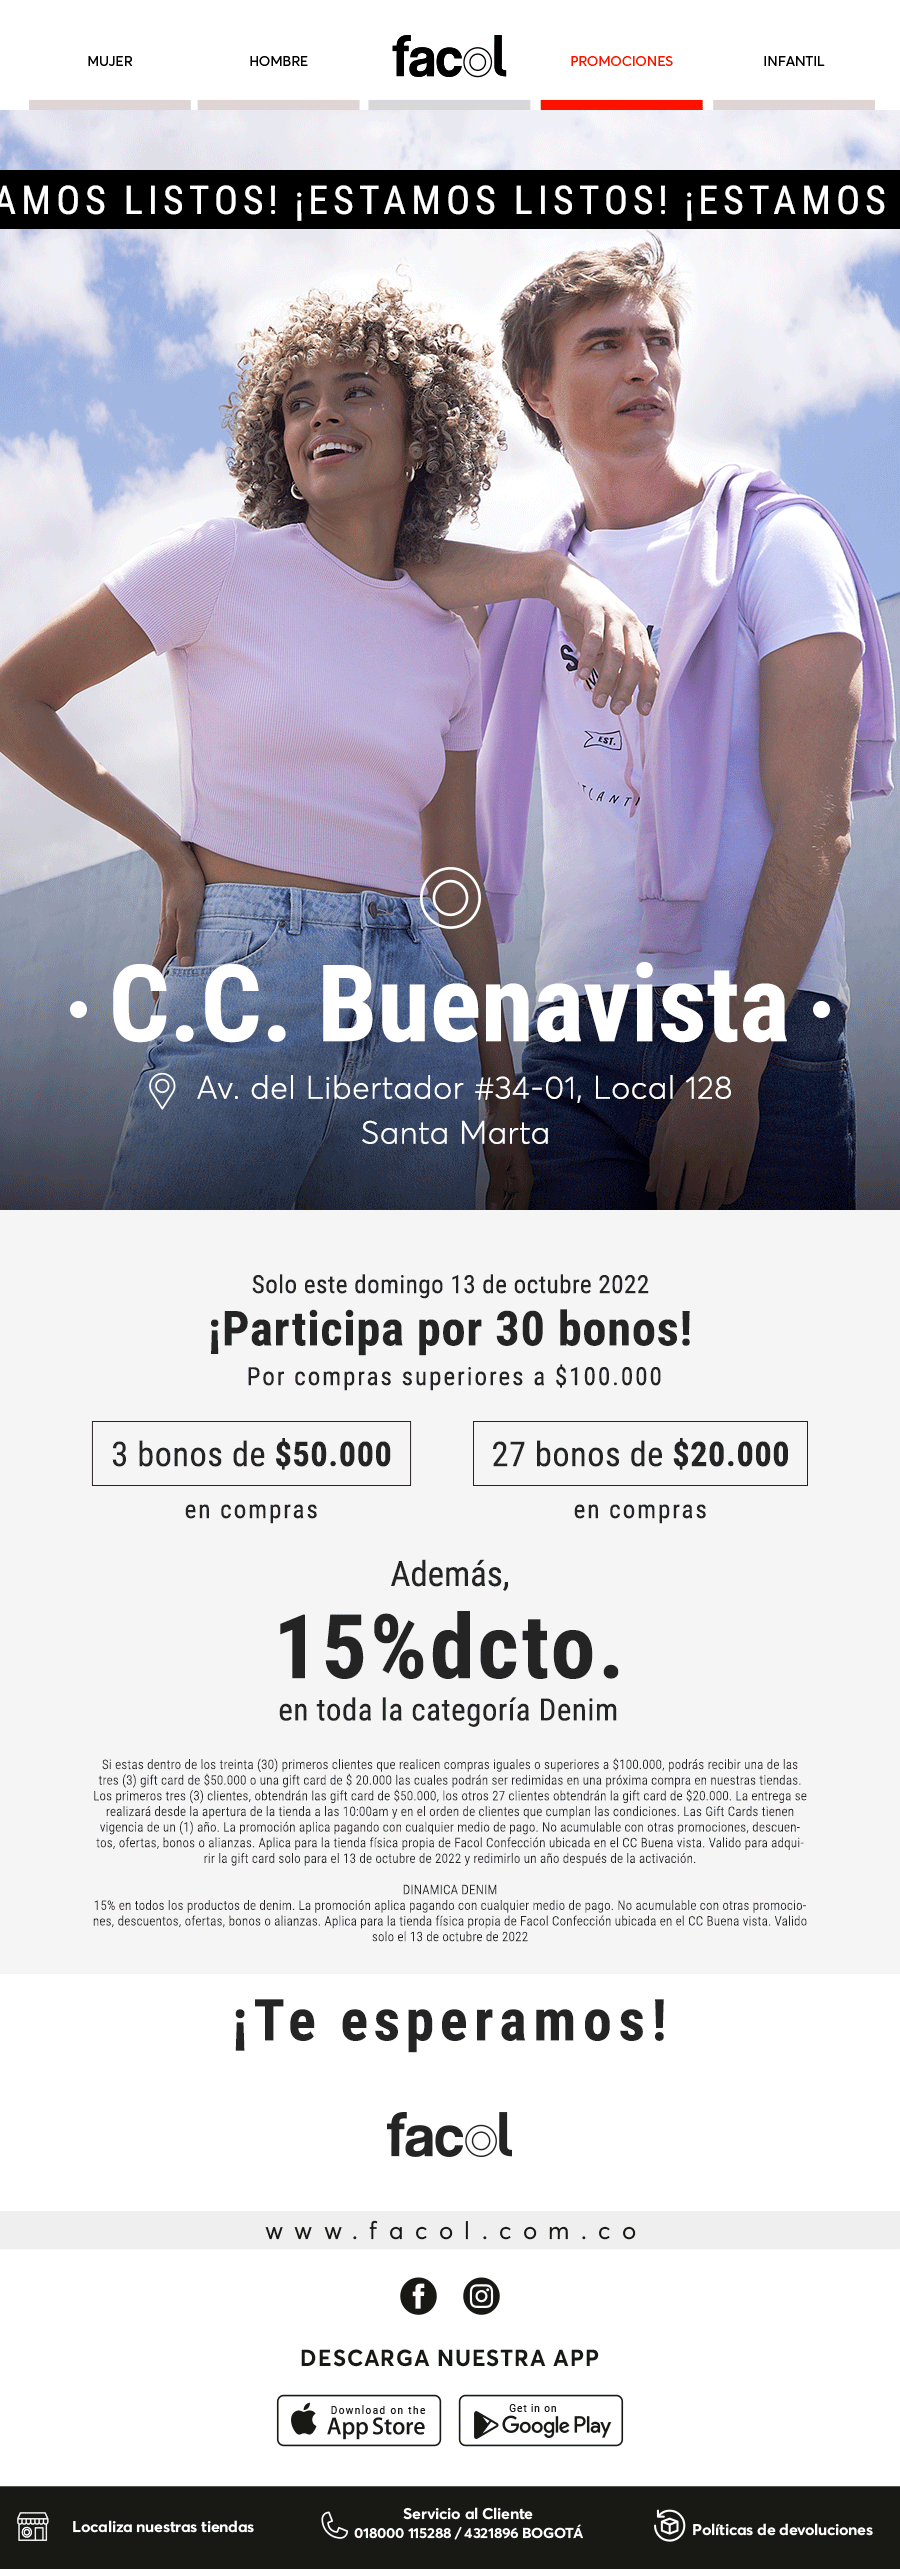 MUJER
HOMBRE
facol
PROMOCIONES
INFANTIL
AMOS LISTOS! ¡ESTAMOS LISTOS! ¡ESTAMOS
EST.
• C.C. Buenavista •
Av. del Libertador #34-01, Local 128
Santa Marta
Solo este domingo 13 de octubre 2022
¡Participa por 30 bonos!
Por compras superiores a $100.000
3 bonos de $50.000
en compras
27 bonos de $20.000
en compras
Además,
15%dcto.
en toda la categoría Denim
Si estas dentro de los treinta (30) primeros clientes que realicen compras iguales o superiores a $100.000, podrás recibir una de las
tres (3) gift card de $50.000 o una gift card de $ 20.000 las cuales podrán ser redimidas en una próxima compra en nuestras tiendas.
Los primeros tres (3) clientes, obtendrán las gift card de $50.000, los otros 27 clientes obtendrán la gift card de $20.000. La entrega se
realizará desde la apertura de la tienda a las 10:00am y en el orden de clientes que cumplan las condiciones. Las Gift Cards tienen
vigencia de un (1) año. La promoción aplica pagando con cualquier medio de pago. No acumulable con otras promociones, descuen-
tos, ofertas, bonos o alianzas. Aplica para la tienda física propia de Facol Confección ubicada en el CC Buena vista. Valido para adqui-
rir la gift card solo para el 13 de octubre de 2022 y redimirlo un año después de la activación.
DINAMICA DENIM
15% en todos los productos de denim. La promoción aplica pagando con cualquier medio de pago. No acumulable con otras promocio-
nes, descuentos, ofertas, bonos o alianzas. Aplica para la tienda física propia de Facol Confección ubicada en el CC Buena vista. Valido
solo el 13 de octubre de 2022
¡Te esperamos!
facol
www.facol.com.co
DESCARGA NUESTRA APP
Download on the
App Store
Get in on
Google Play
Localiza nuestras tiendas
Servicio al Cliente
018000 115288 / 4321896 BOGOTÁ
Políticas de devoluciones